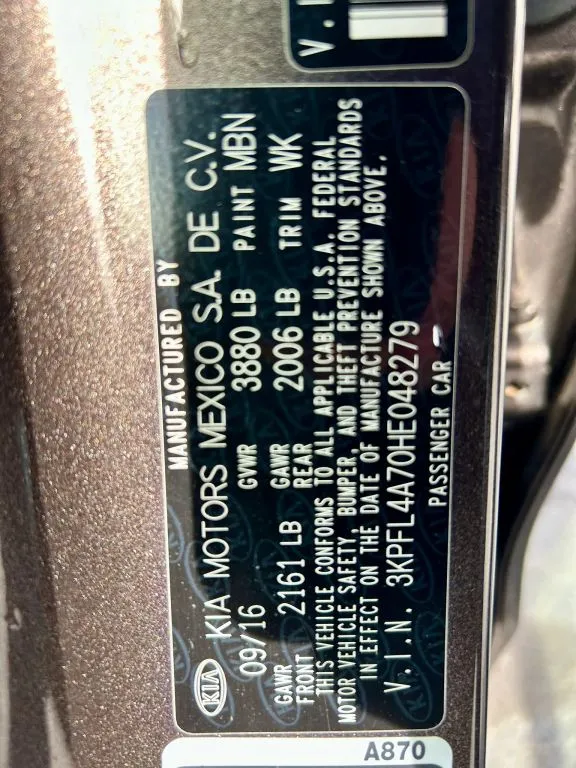 V.I
MANUFACTURED BY
KIA KIA MOTORS MEXICO S.A. DE C.V.
09/16 GVWR 3880 LB PAINT MBN
GAWR FRONT 2161 LB GAWR REAR 2006 LB TRIM WK
THIS VEHICLE CONFORMS TO ALL APPLICABLE U.S.A. FEDERAL
MOTOR VEHICLE SAFETY, BUMPER, AND THEFT PREVENTION STANDARDS
IN EFFECT ON THE DATE OF MANUFACTURE SHOWN ABOVE.
V.I.N. 3KPFL4A70HE048279
PASSENGER CAR
A870